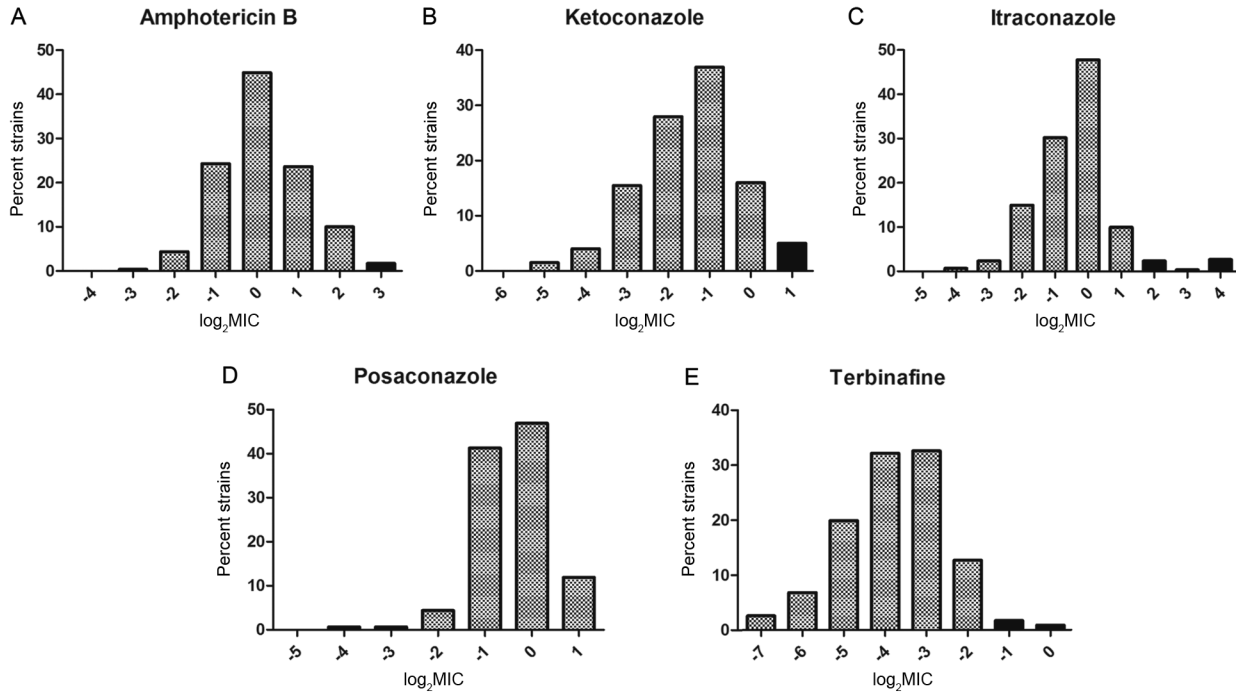 A
Amphotericin B
Percent strains
50
40
30
20
10
0
-4 -3 -2 -1 0 1 2 3
log2MIC
B
Ketoconazole
Percent strains
40
30
20
10
0
-6 -5 -4 -3 -2 -1 0 1
log2MIC
C
Itraconazole
Percent strains
50
40
30
20
10
0
-5 -4 -3 -2 -1 0 1 2 3 4
log2MIC
D
Posaconazole
Percent strains
50
40
30
20
10
0
-5 -4 -3 -2 -1 0 1
log2MIC
E
Terbinafine
Percent strains
40
30
20
10
0
-7 -6 -5 -4 -3 -2 -1 0
log2MIC